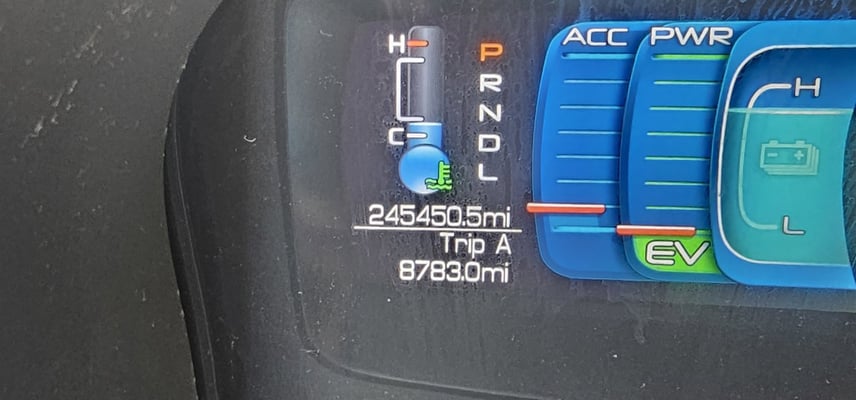 H
C
P
R
N
D
L
245450.5mi
Trip A
8783.0mi
ACC
PWR
EV
H
L